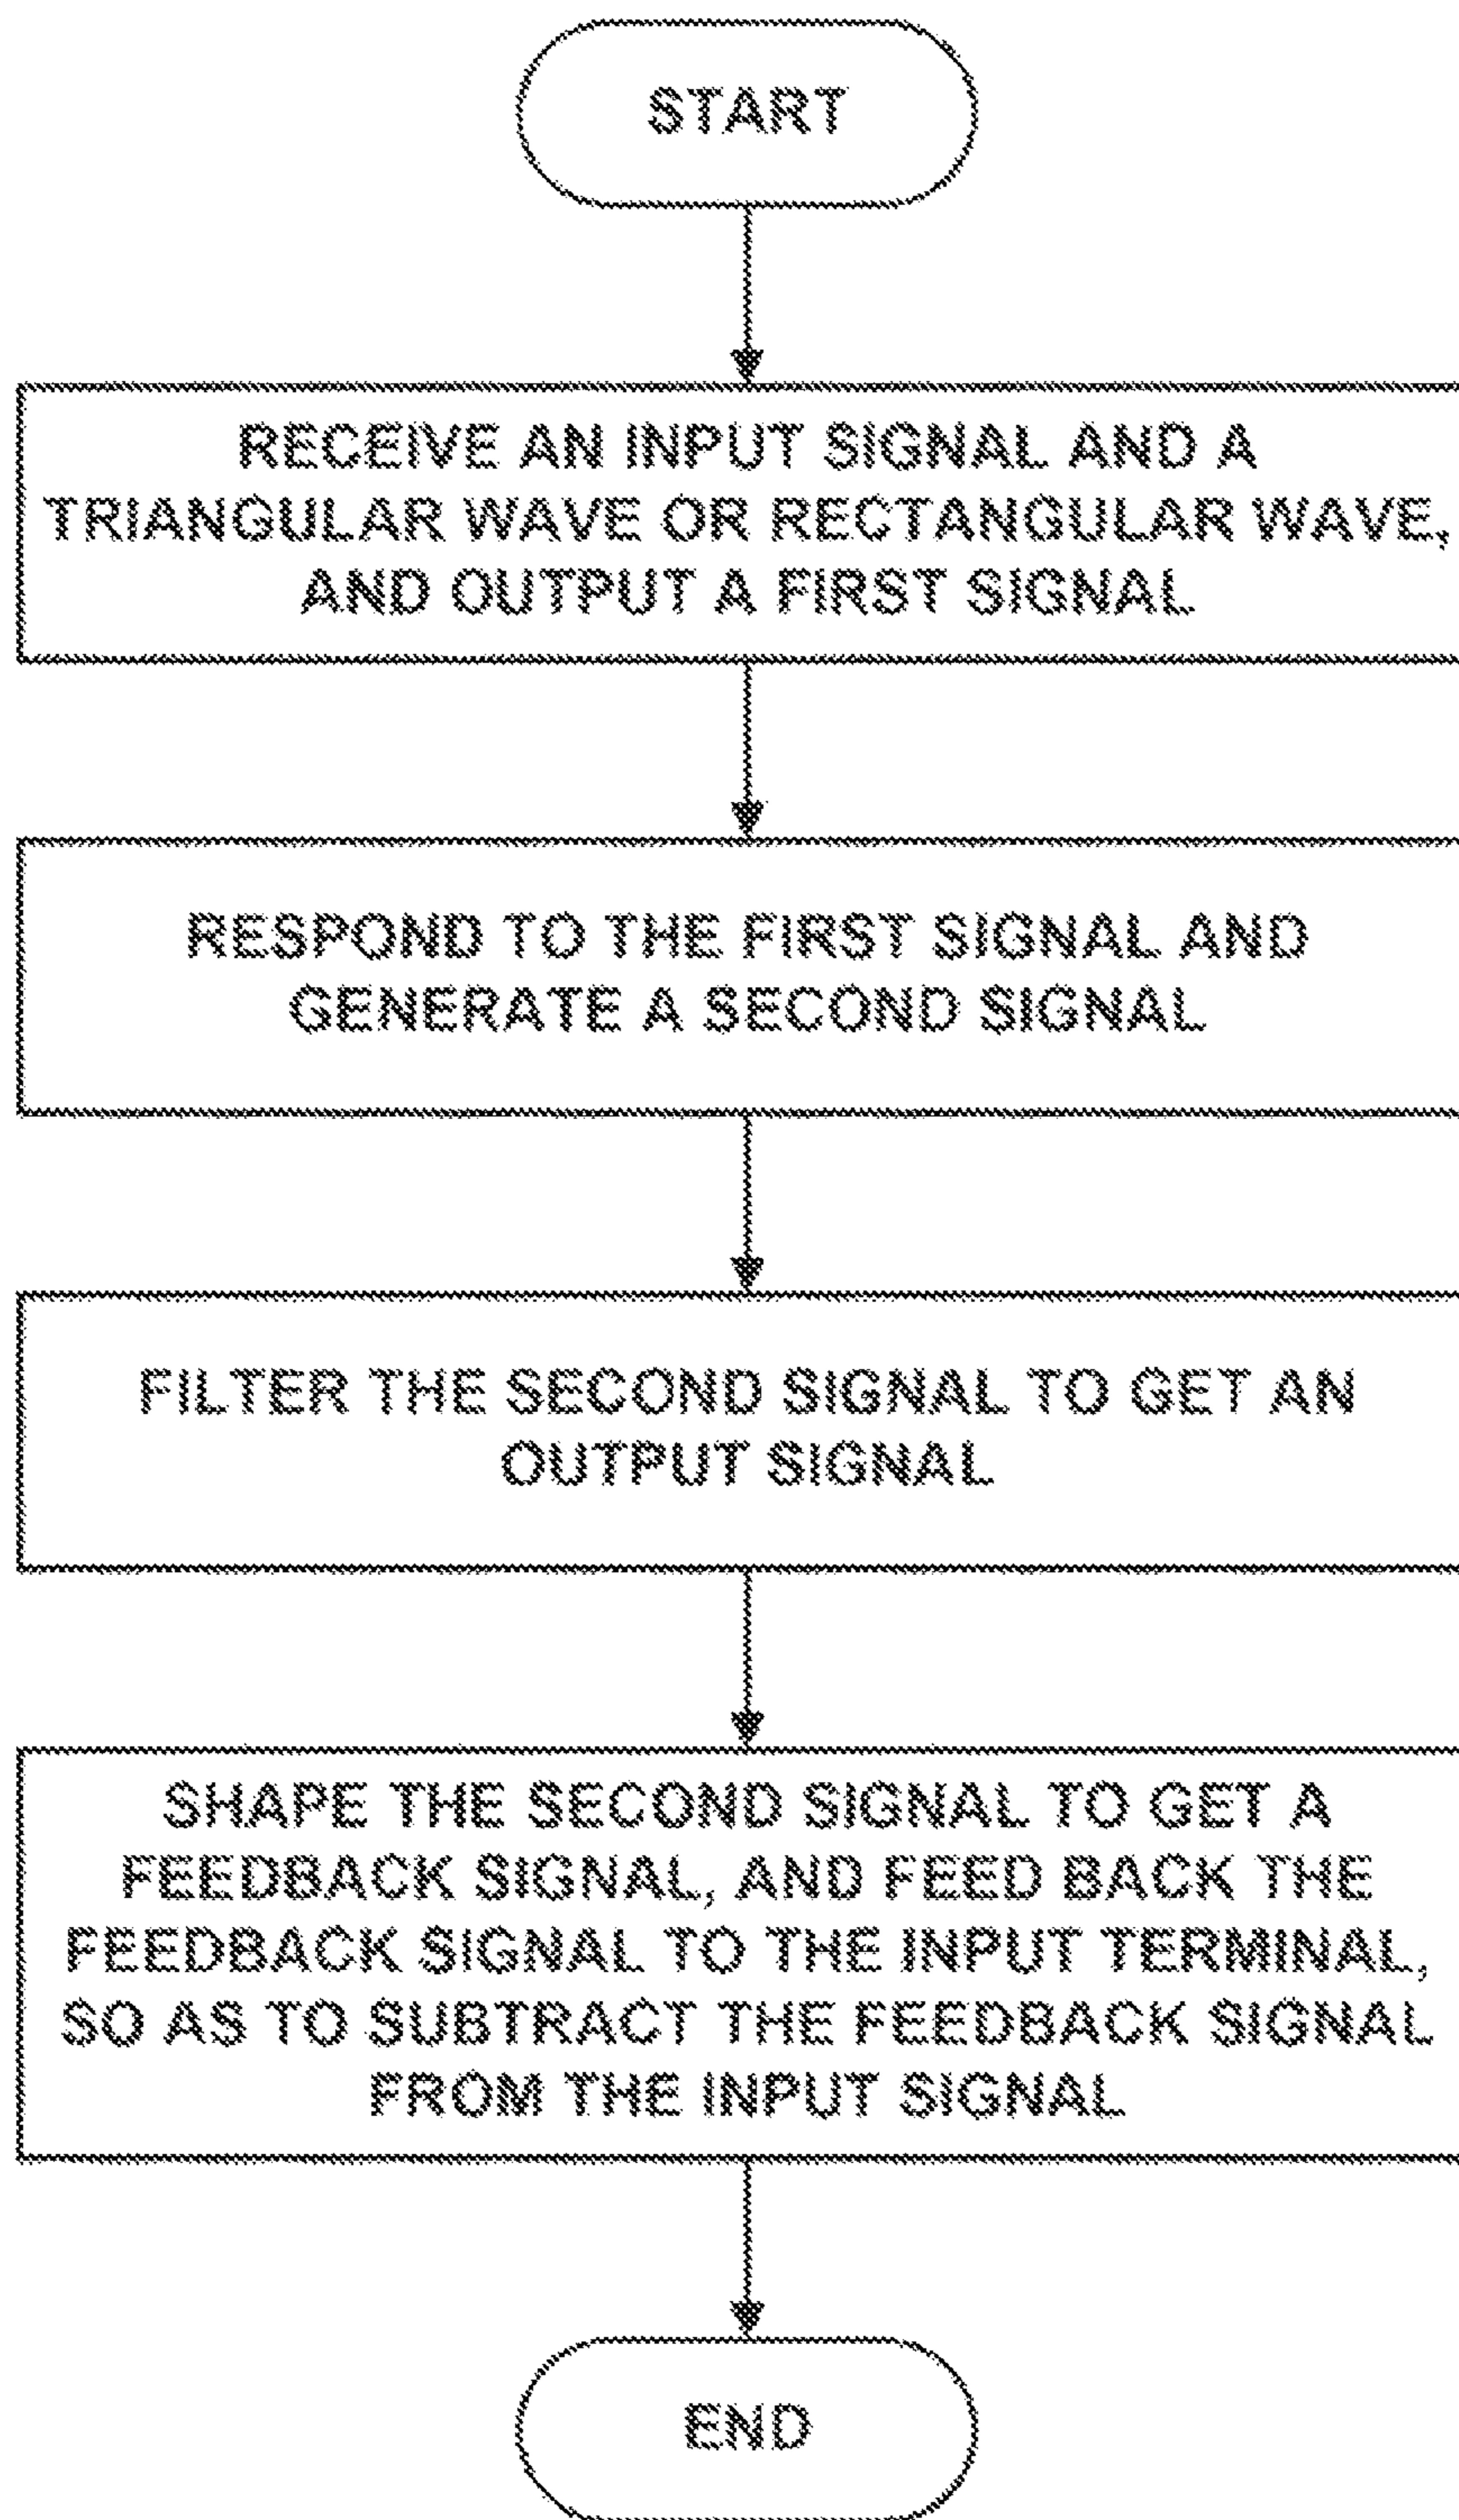 START
RECEIVE AN INPUT SIGNAL AND A
TRIANGULAR WAVE OR RECTANGULAR WAVE,
AND OUTPUT A FIRST SIGNAL
RESPOND TO THE FIRST SIGNAL AND
GENERATE A SECOND SIGNAL
FILTER THE SECOND SIGNAL TO GET AN
OUTPUT SIGNAL
SHAPE THE SECOND SIGNAL TO GET A
FEEDBACK SIGNAL, AND FEED BACK THE
FEEDBACK SIGNAL TO THE INPUT TERMINAL,
SO AS TO SUBTRACT THE FEEDBACK SIGNAL
FROM THE INPUT SIGNAL
END